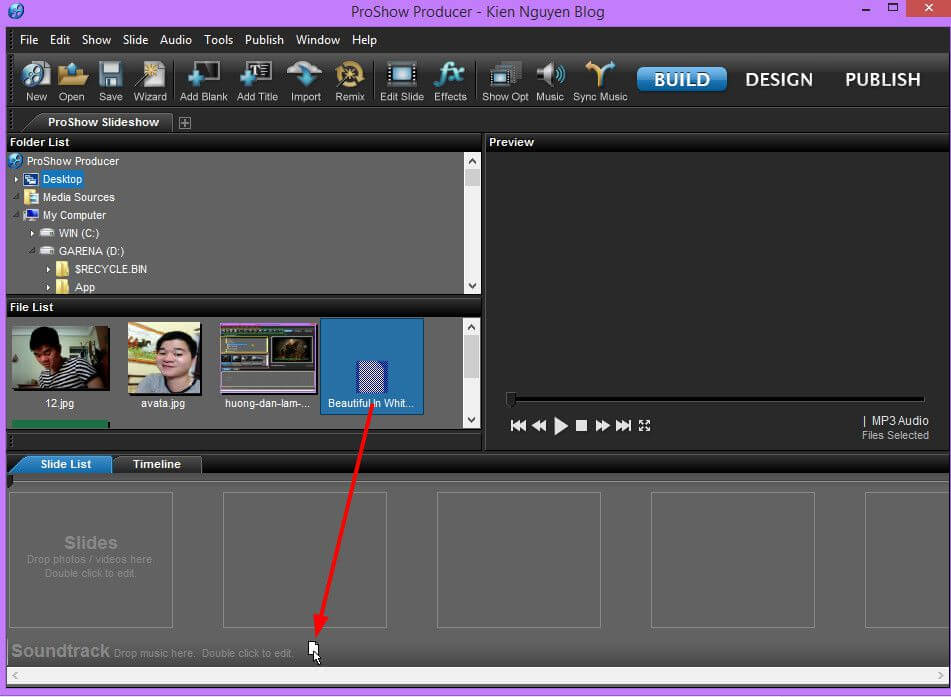 ProShow Producer - Kien Nguyen Blog
File Edit Show Slide Audio Tools Publish Window Help
New Open Save Wizard Add Blank Add Title Import Remix Edit Slide Effects Show Opt Music Sync Music BUILD DESIGN PUBLISH
ProShow Slideshow
Folder List
Preview
ProShow Producer
Desktop
Media Sources
My Computer
WIN (C:)
GARENA (D:)
$RECYCLE.BIN
App
File List
12.jpg avata.jpg huong-dan-lam-... Beautiful In Whit...
MP3 Audio
Files Selected
Slide List Timeline
Slides
Drop photos / videos here.
Double click to edit.
Soundtrack Drop music here. Double click to edit.